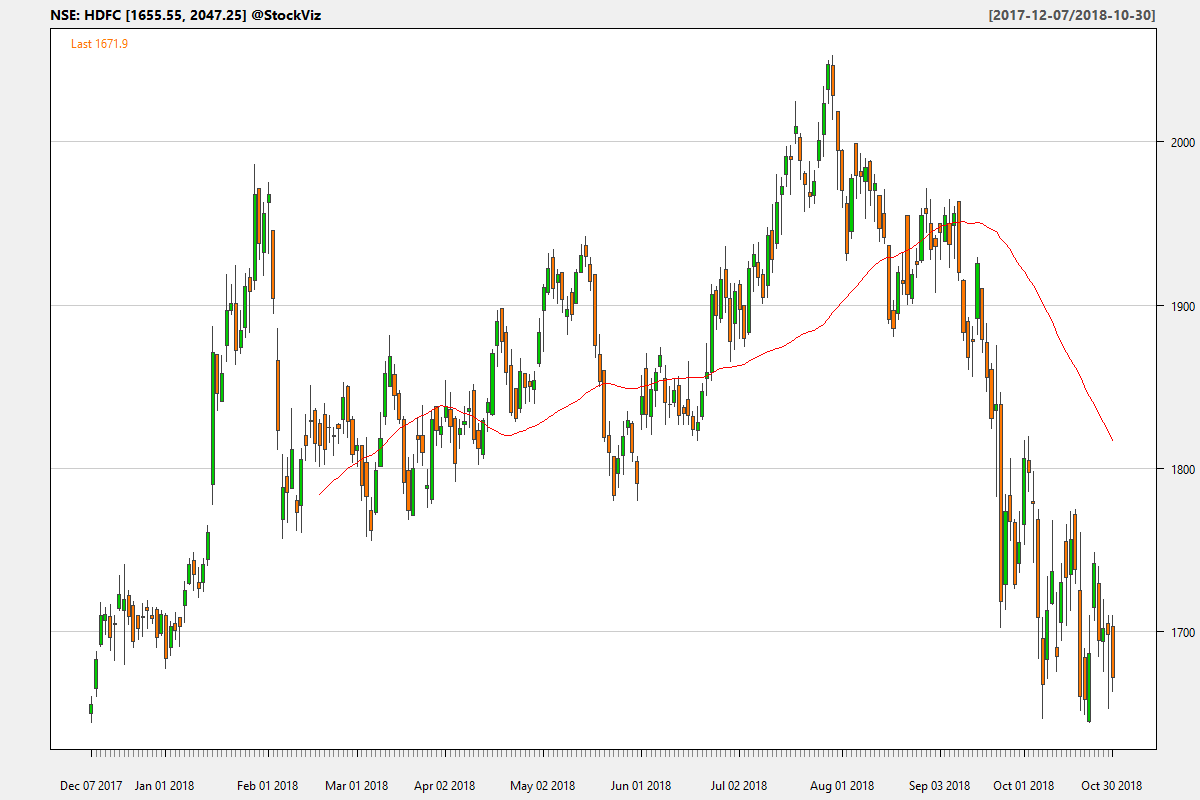 NSE: HDFC [1655.55, 2047.25] @StockViz
[2017-12-07/2018-10-30]
Last 1671.9
2000
1900
1800
1700
Dec 07 2017 Jan 01 2018 Feb 01 2018 Mar 01 2018 Apr 02 2018 May 02 2018 Jun 01 2018 Jul 02 2018 Aug 01 2018 Sep 03 2018 Oct 01 2018 Oct 30 2018